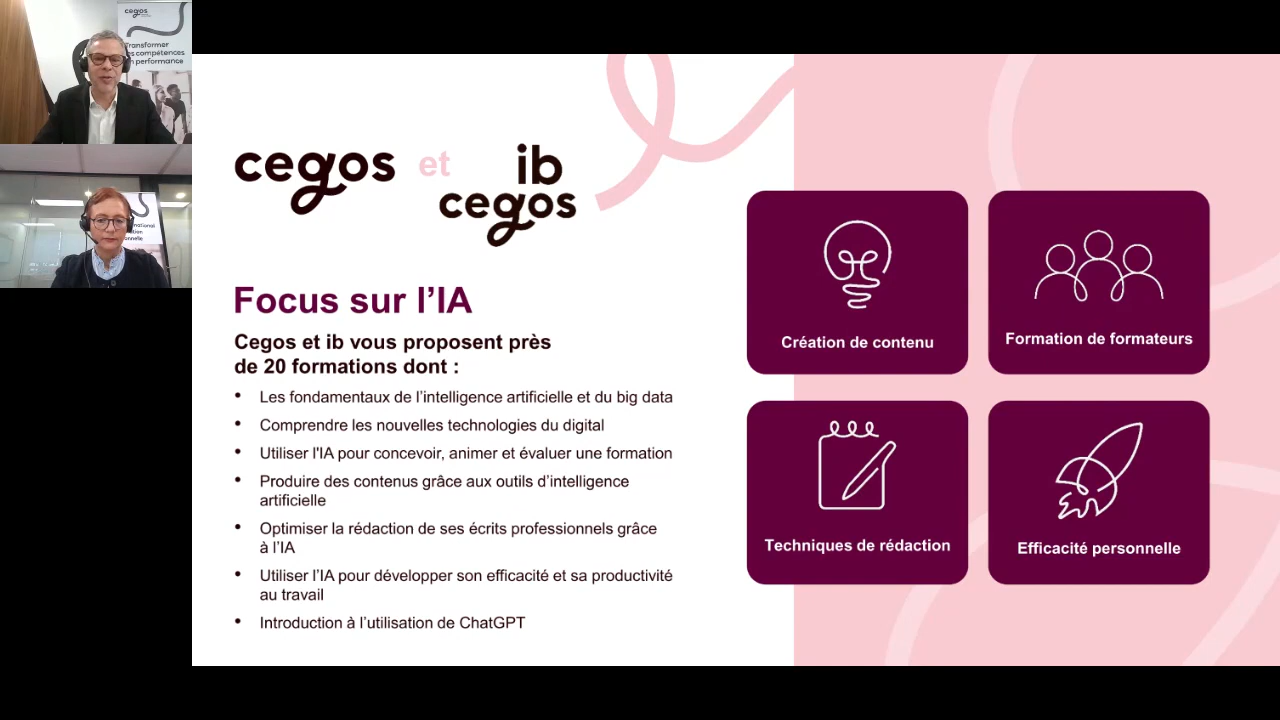 cegos
Transformer
les compétences
en performance
cegos et ib
cegos
Focus sur l’IA
Cegos et ib vous proposent près
de 20 formations dont :
• Les fondamentaux de l’intelligence artificielle et du big data
• Comprendre les nouvelles technologies du digital
• Utiliser l'IA pour concevoir, animer et évaluer une formation
• Produire des contenus grâce aux outils d’intelligence
artificielle
• Optimiser la rédaction de ses écrits professionnels grâce
à l’IA
• Utiliser l’IA pour développer son efficacité et sa productivité
au travail
• Introduction à l’utilisation de ChatGPT
Création de contenu
Formation de formateurs
Techniques de rédaction
Efficacité personnelle